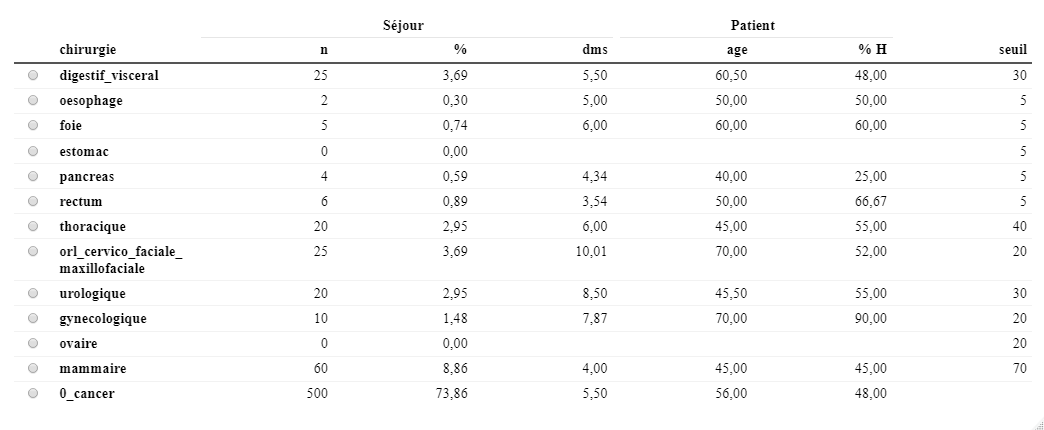 Séjour Patient
chirurgie n % dms age % H seuil
digestif_visceral 25 3,69 5,50 60,50 48,00 30
oesophage 2 0,30 5,00 50,00 50,00 5
foie 5 0,74 6,00 60,00 60,00 5
estomac 0 0,00 5
pancreas 4 0,59 4,34 40,00 25,00 5
rectum 6 0,89 3,54 50,00 66,67 5
thoracique 20 2,95 6,00 45,00 55,00 40
orl_cervico_faciale_ 25 3,69 10,01 70,00 52,00 20
maxillofaciale
urologique 20 2,95 8,50 45,50 55,00 30
gynecologique 10 1,48 7,87 70,00 90,00 20
ovaire 0 0,00 20
mammaire 60 8,86 4,00 45,00 45,00 70
0_cancer 500 73,86 5,50 56,00 48,00